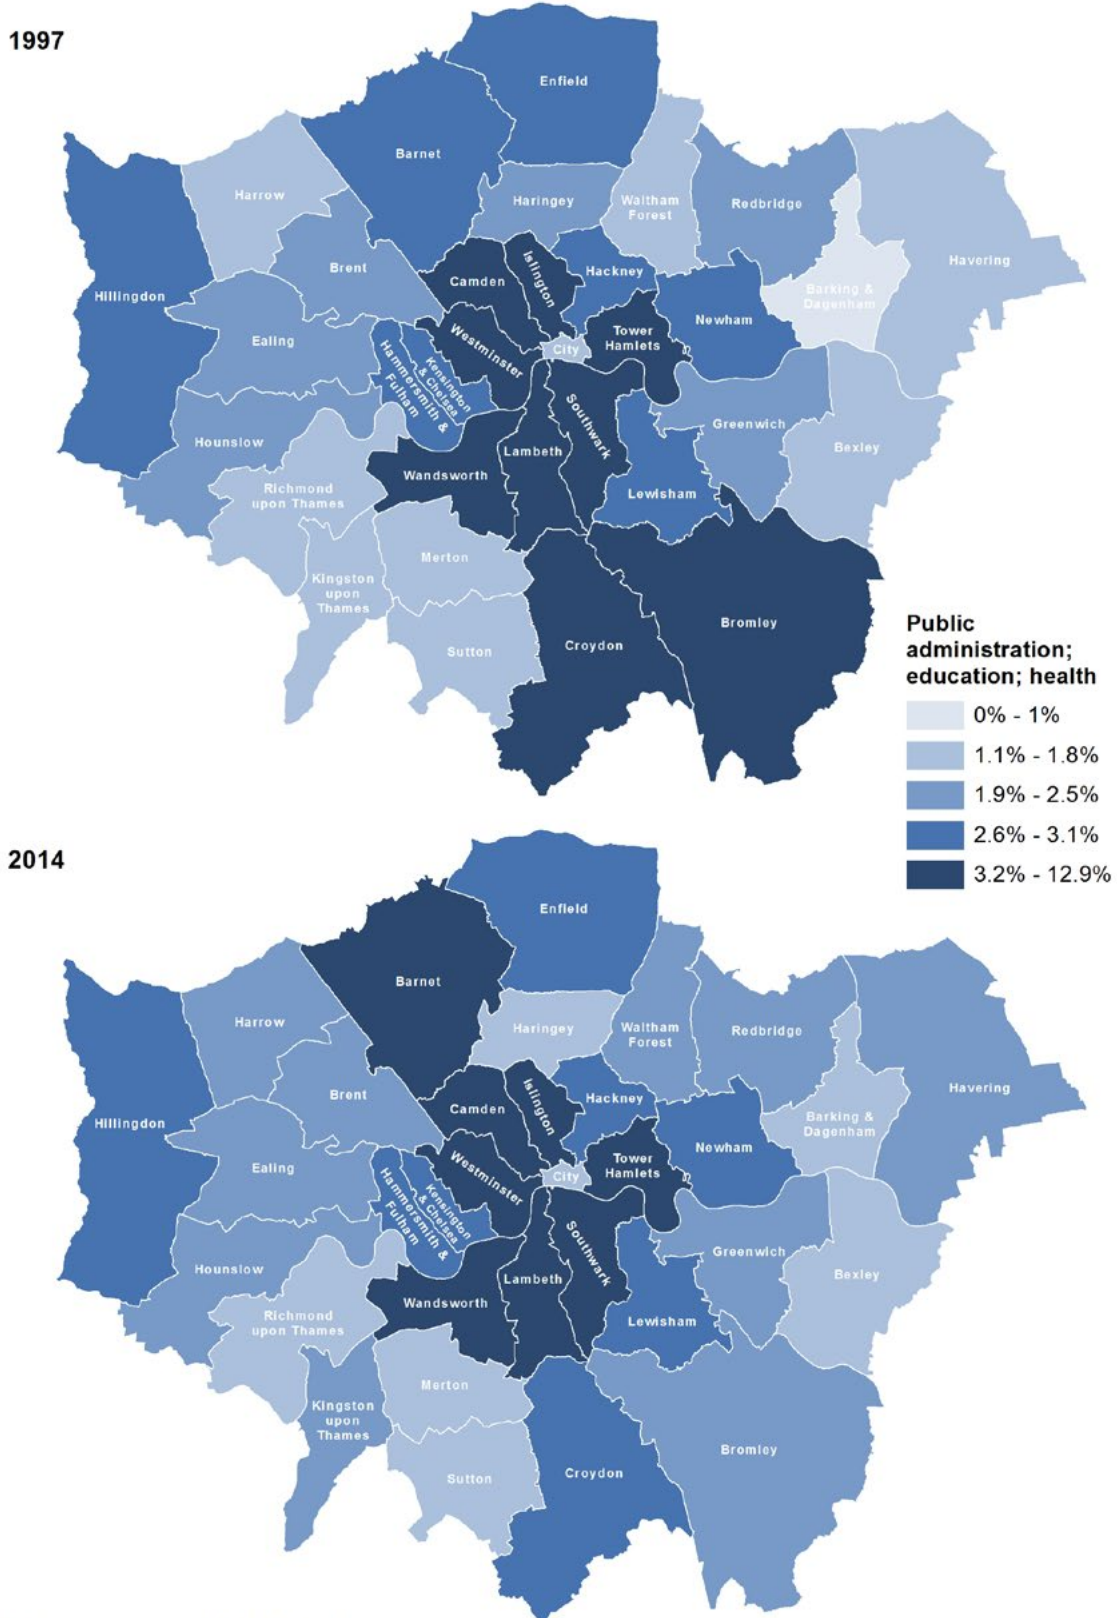 1997
Enfield
Barnet
Harrow
Haringey
Waltham
Forest
Redbridge
Havering
Brent
Camden
Islington
Hackney
Barking &
Dagenham
Hillingdon
Newham
Ealing
Westminster
City
Tower
Hamlets
Kensington
& Chelsea
Hammersmith &
Fulham
Hounslow
Southwark
Greenwich
Bexley
Lambeth
Wandsworth
Richmond
upon Thames
Lewisham
Merton
Kingston
upon
Thames
Sutton
Croydon
Bromley
Public
administration;
education; health
0% - 1%
1.1% - 1.8%
1.9% - 2.5%
2.6% - 3.1%
3.2% - 12.9%
2014
Enfield
Barnet
Harrow
Haringey
Waltham
Forest
Redbridge
Havering
Brent
Camden
Islington
Hackney
Barking &
Dagenham
Hillingdon
Newham
Ealing
Westminster
City
Tower
Hamlets
Kensington
& Chelsea
Hammersmith &
Fulham
Hounslow
Southwark
Greenwich
Bexley
Lambeth
Wandsworth
Richmond
upon Thames
Lewisham
Merton
Kingston
upon
Thames
Sutton
Croydon
Bromley